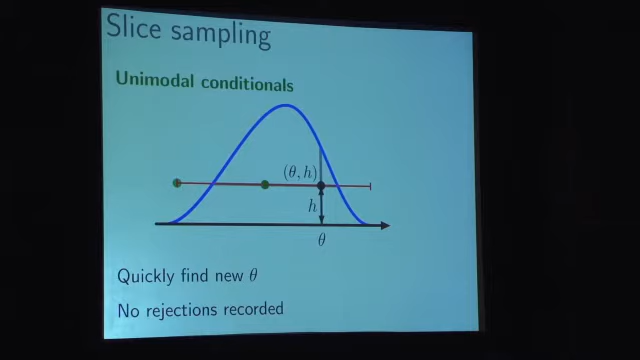 Slice sampling
Unimodal conditionals
(θ, h)
h
θ
Quickly find new θ
No rejections recorded